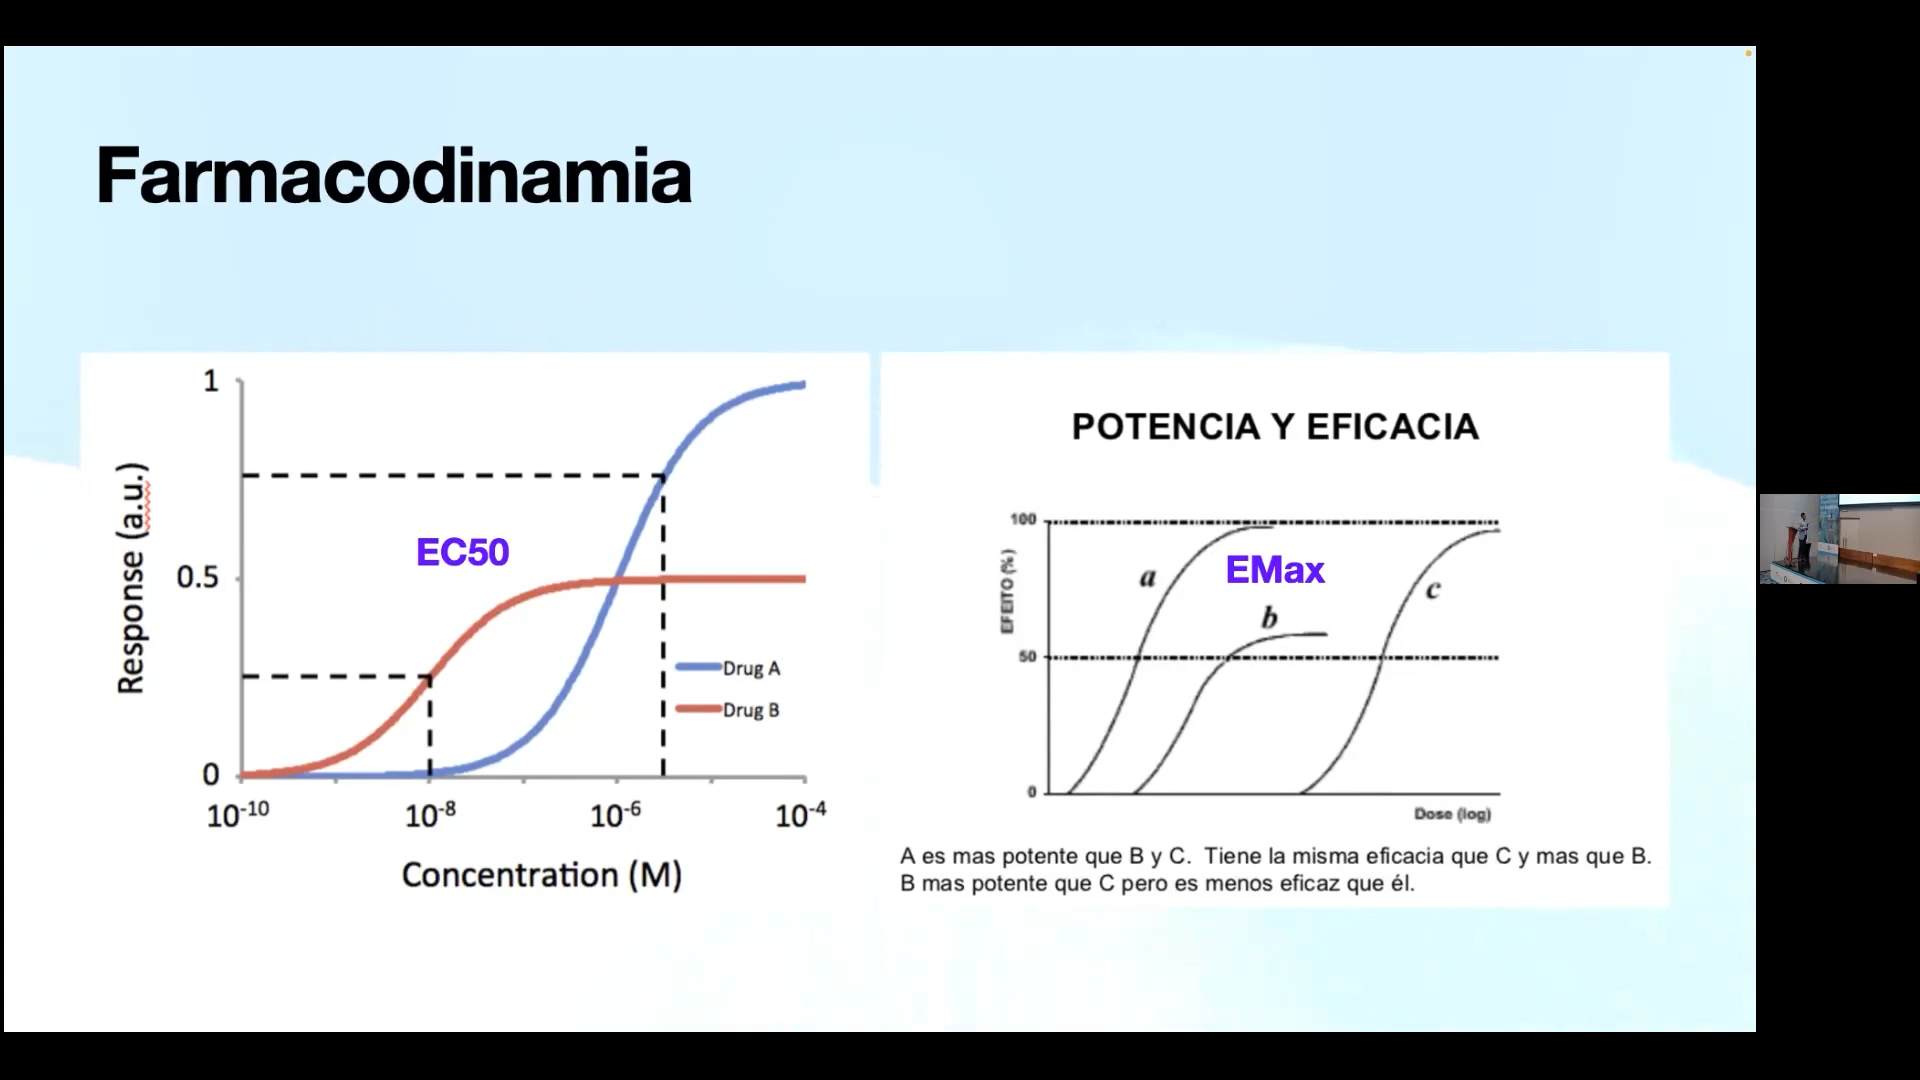 Farmacodinamia
1
0.5
0
Response (a.u.)
EC50
Drug A
Drug B
10⁻¹⁰
10⁻⁸
10⁻⁶
10⁻⁴
Concentration (M)
POTENCIA Y EFICACIA
100
50
0
EFEITO (%)
a
EMax
b
c
Dose (log)
A es mas potente que B y C. Tiene la misma eficacia que C y mas que B.
B mas potente que C pero es menos eficaz que él.